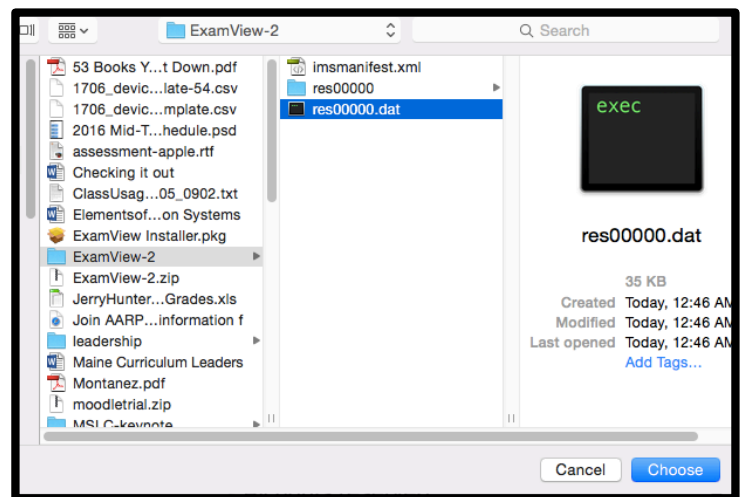 ExamView-2
Search
53 Books Y...t Down.pdf
1706_devic...late-54.csv
1706_devic...mplate.csv
2016 Mid-T...hedule.psd
assessment-apple.rtf
Checking it out
ClassUsag...05_0902.txt
Elementsof...on Systems
ExamView Installer.pkg
ExamView-2
ExamView-2.zip
JerryHunter...Grades.xls
Join AARP...information f
leadership
Maine Curriculum Leaders
Montanez.pdf
moodletrial.zip
MSLC-keynote
imsmanifest.xml
res00000
res00000.dat
exec
res00000.dat
35 KB
Created Today, 12:46 AM
Modified Today, 12:46 AM
Last opened Today, 12:46 AM
Add Tags...
Cancel
Choose